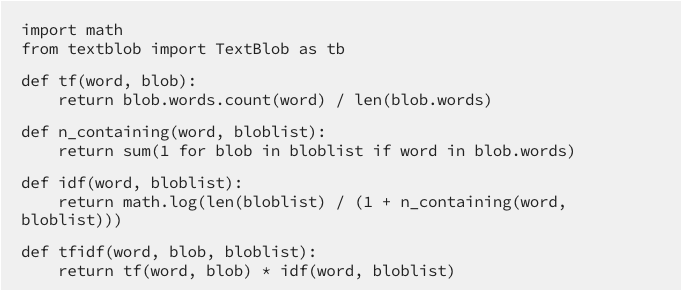 import math
from textblob import TextBlob as tb
def tf(word, blob):
    return blob.words.count(word) / len(blob.words)
def n_containing(word, bloblist):
    return sum(1 for blob in bloblist if word in blob.words)
def idf(word, bloblist):
    return math.log(len(bloblist) / (1 + n_containing(word,
bloblist)))
def tfidf(word, blob, bloblist):
    return tf(word, blob) * idf(word, bloblist)